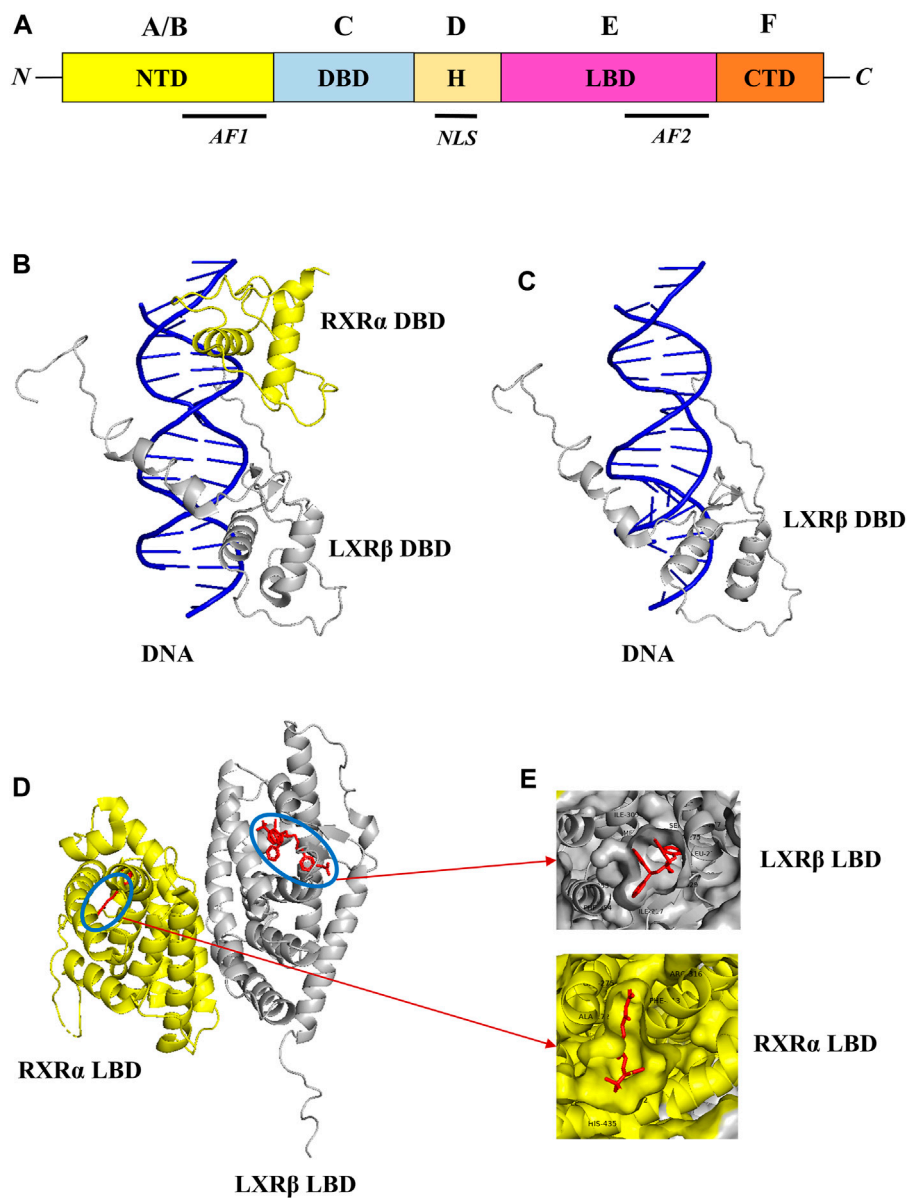 A
A/B C D E F
N NTD DBD H LBD CTD C
AF1 NLS AF2
B
C
RXRα DBD
LXRβ DBD
LXRβ DBD
DNA
DNA
D
E
LXRβ LBD
RXRα LBD
RXRα LBD
LXRβ LBD
ARG-316
HIS-435